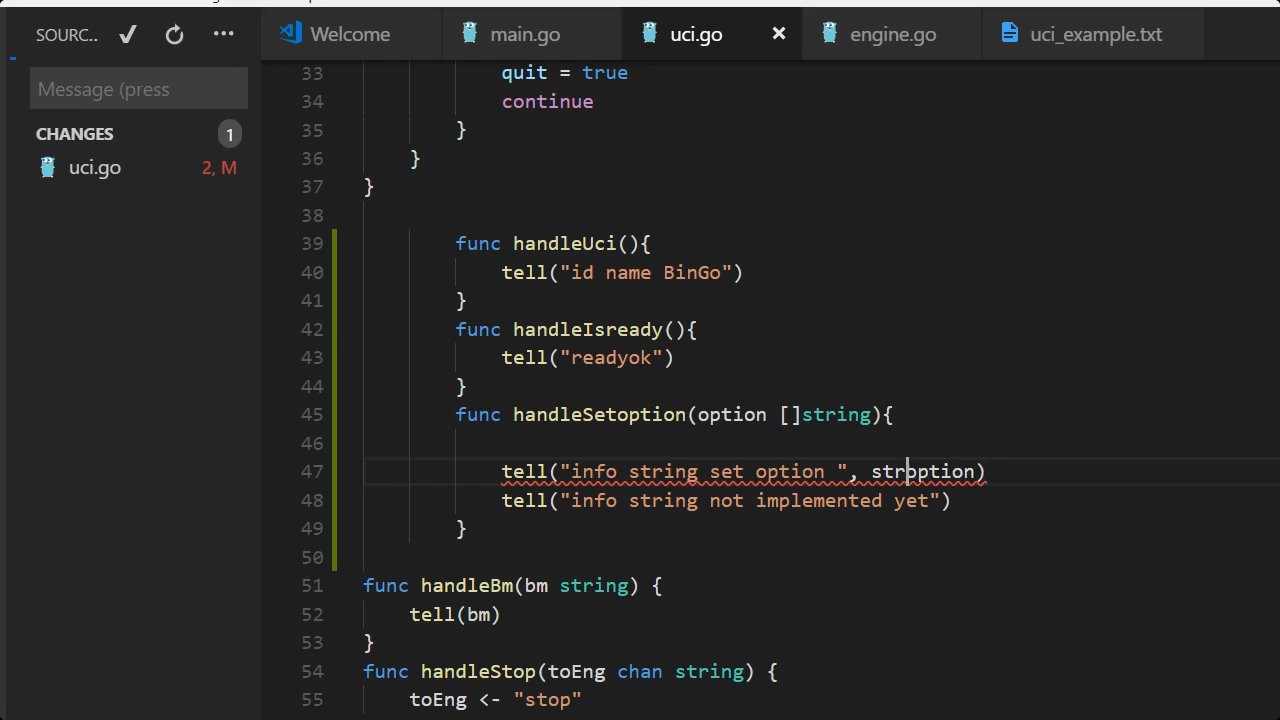 SOURC.. ...
Welcome main.go uci.go engine.go uci_example.txt
Message (press
CHANGES 1
uci.go 2, M
33 quit = true
34 continue
35 }
36 }
37 }
38
39 func handleUci(){
40 tell("id name BinGo")
41 }
42 func handleIsready(){
43 tell("readyok")
44 }
45 func handleSetoption(option []string){
46
47 tell("info string set option ", stroption)
48 tell("info string not implemented yet")
49 }
50
51 func handleBm(bm string) {
52 tell(bm)
53 }
54 func handleStop(toEng chan string) {
55 toEng <- "stop"